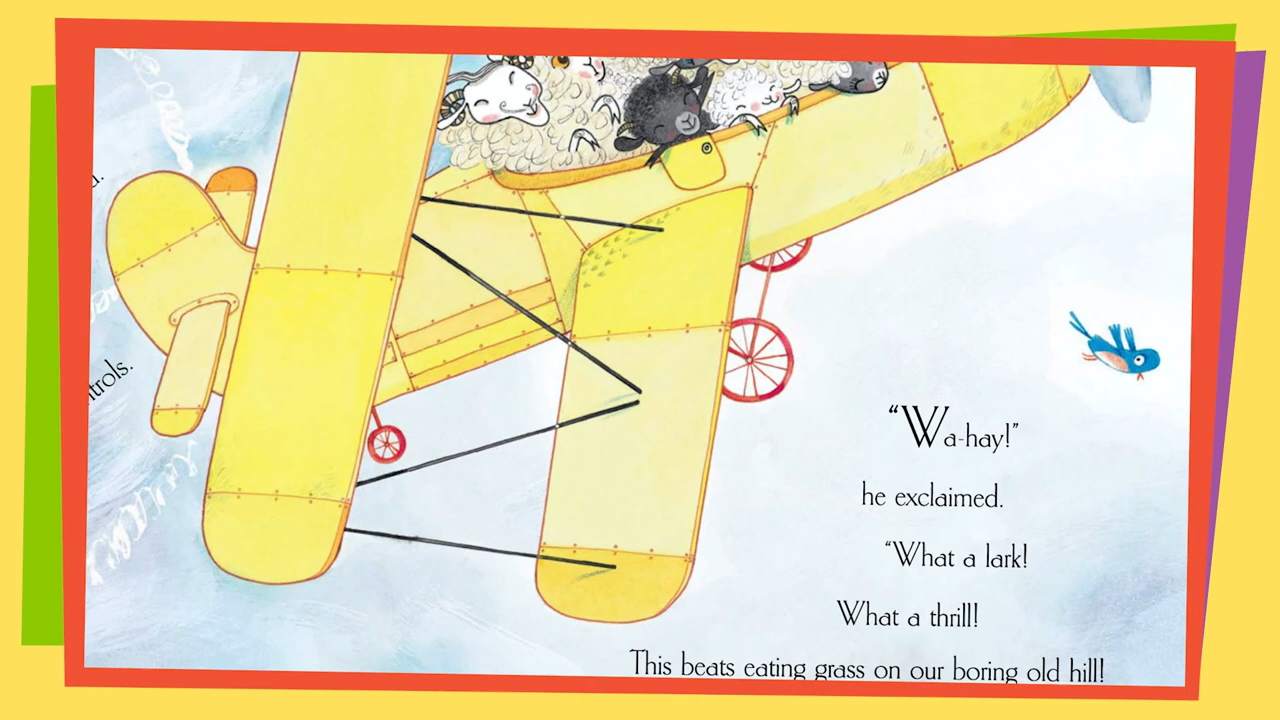 “Wa-hay!”
he exclaimed.
“What a lark!
What a thrill!
This beats eating grass on our boring old hill!